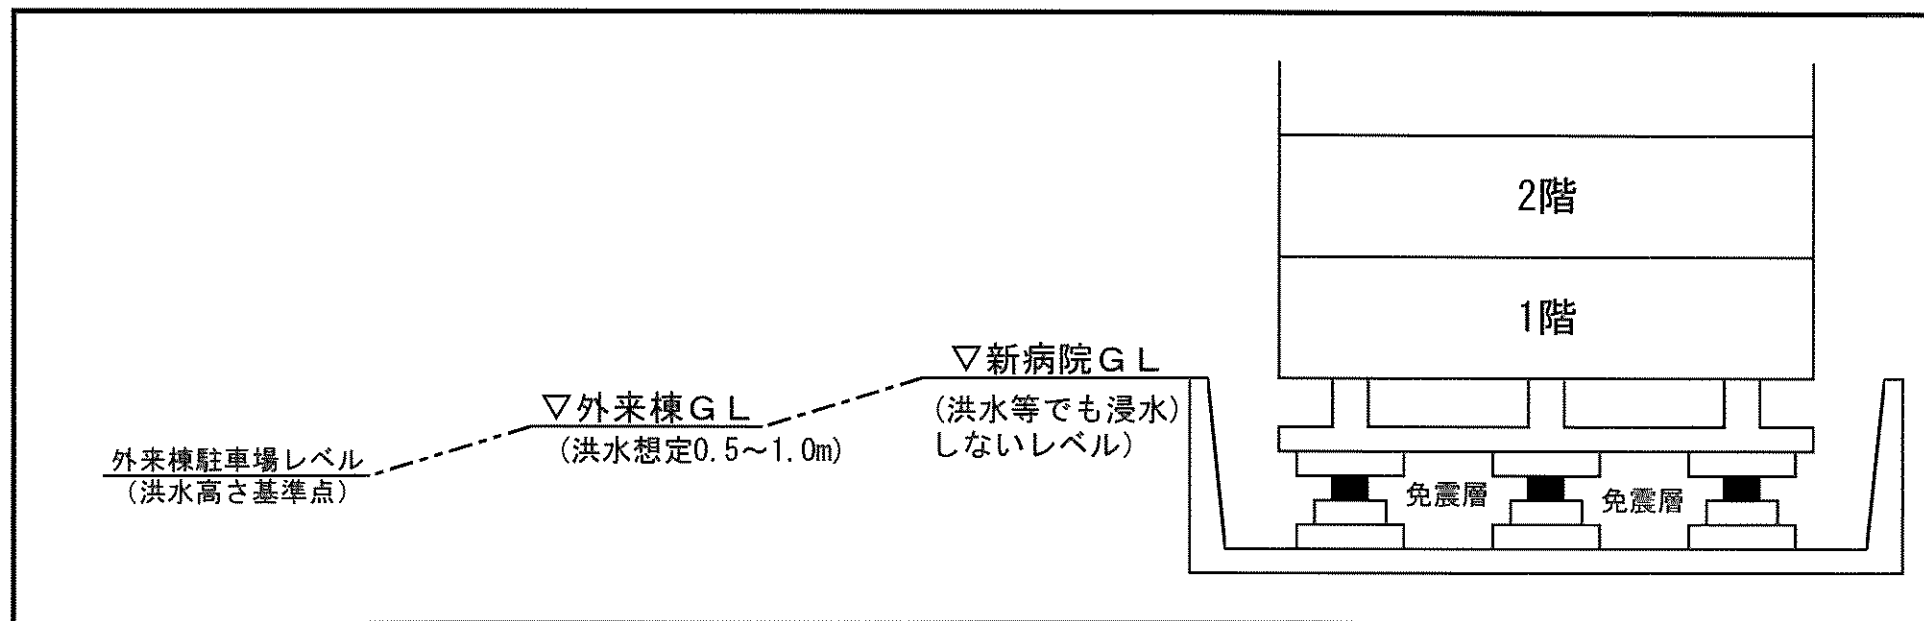 2階
1階
▽新病院ＧＬ
(洪水等でも浸水)
しないレベル)
▽外来棟ＧＬ
(洪水想定0.5～1.0m)
外来棟駐車場レベル
(洪水高さ基準点)
免震層
免震層